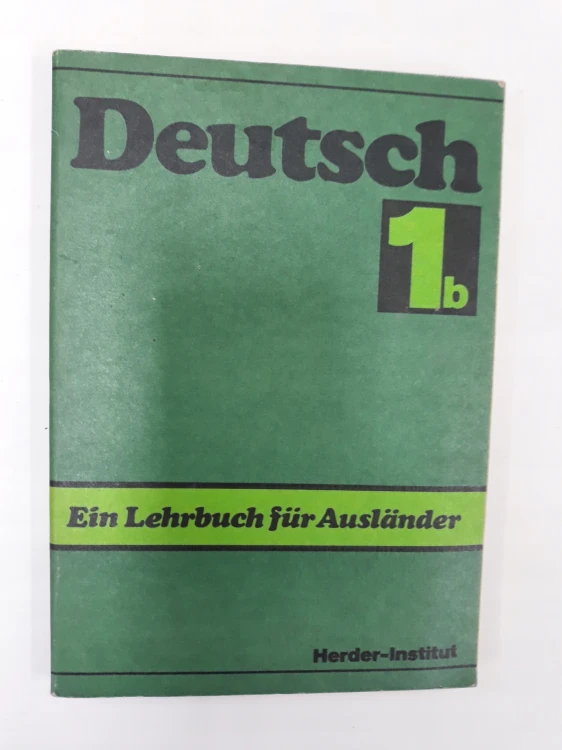 Deutsch
1b
Ein Lehrbuch für Ausländer
Herder-Institut